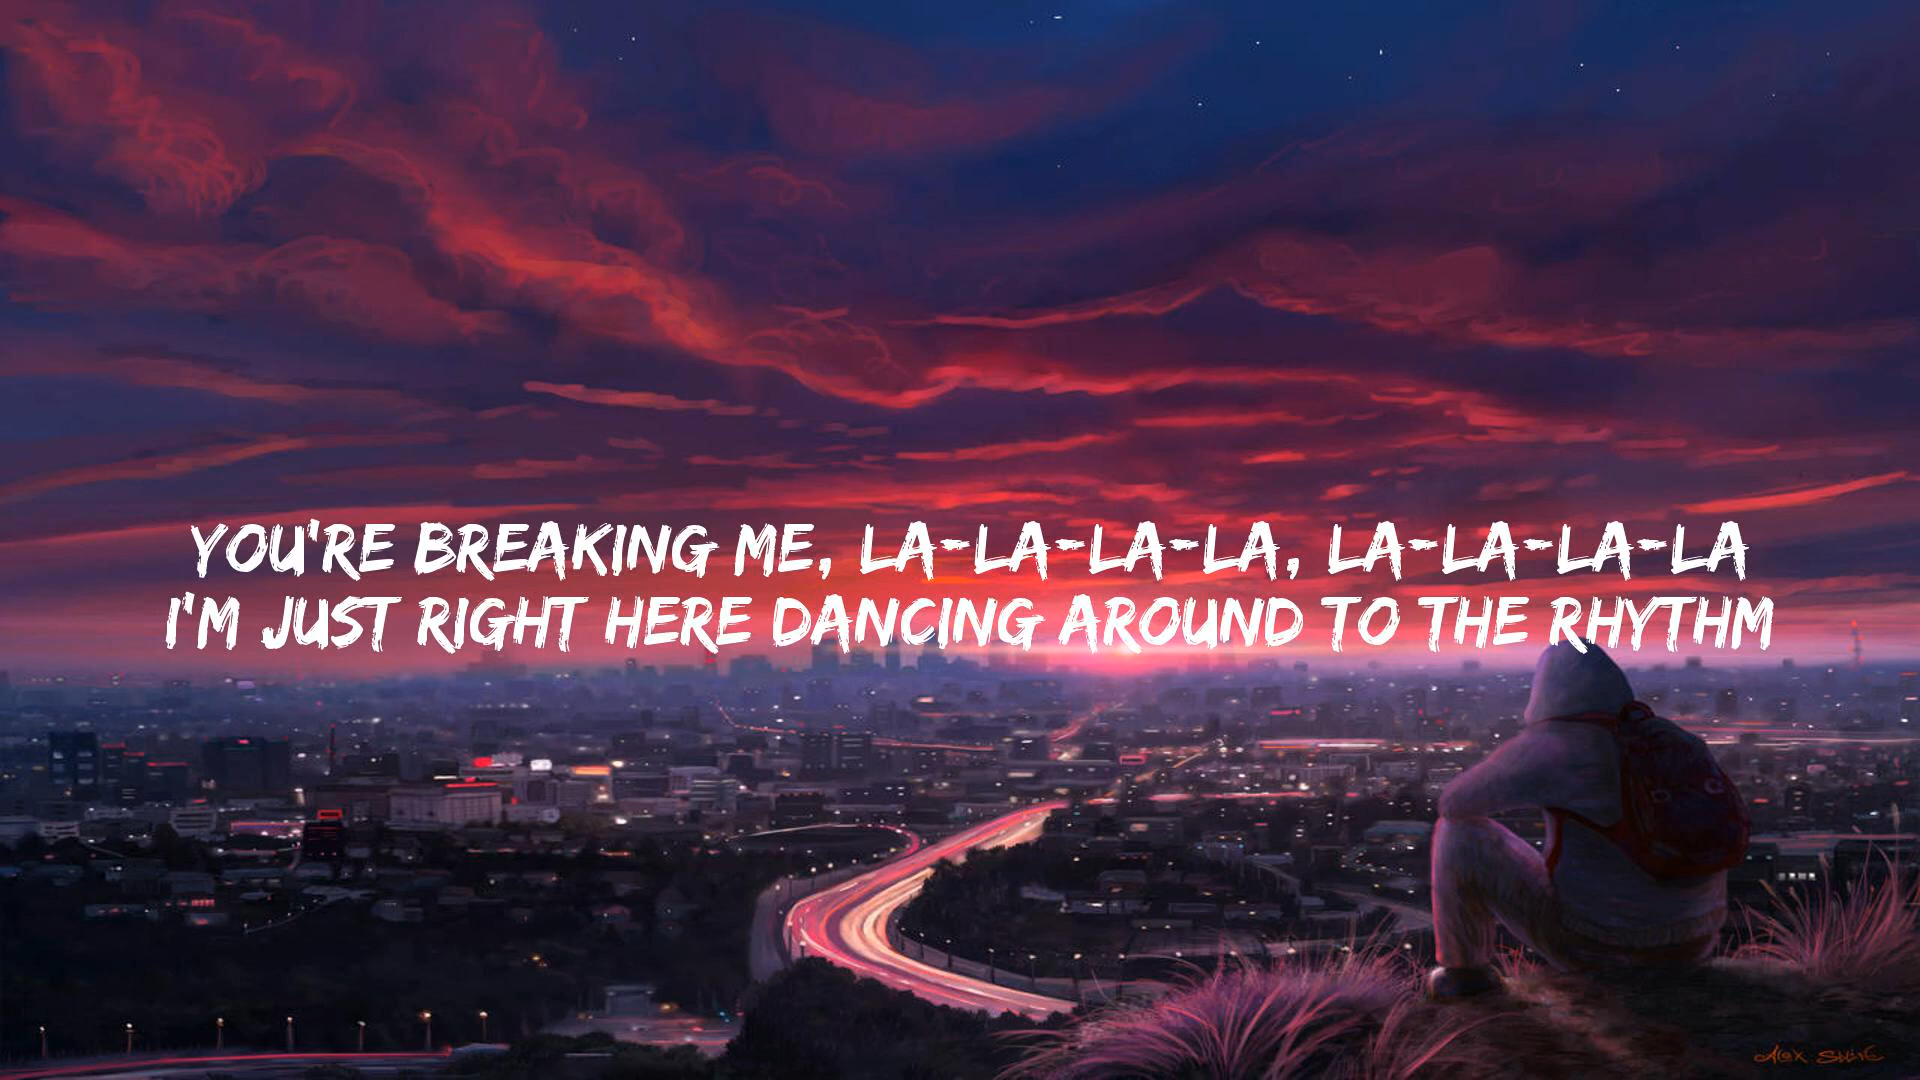 YOU'RE BREAKING ME, LA-LA-LA-LA, LA-LA-LA-LA
I'M JUST RIGHT HERE DANCING AROUND TO THE RHYTHM